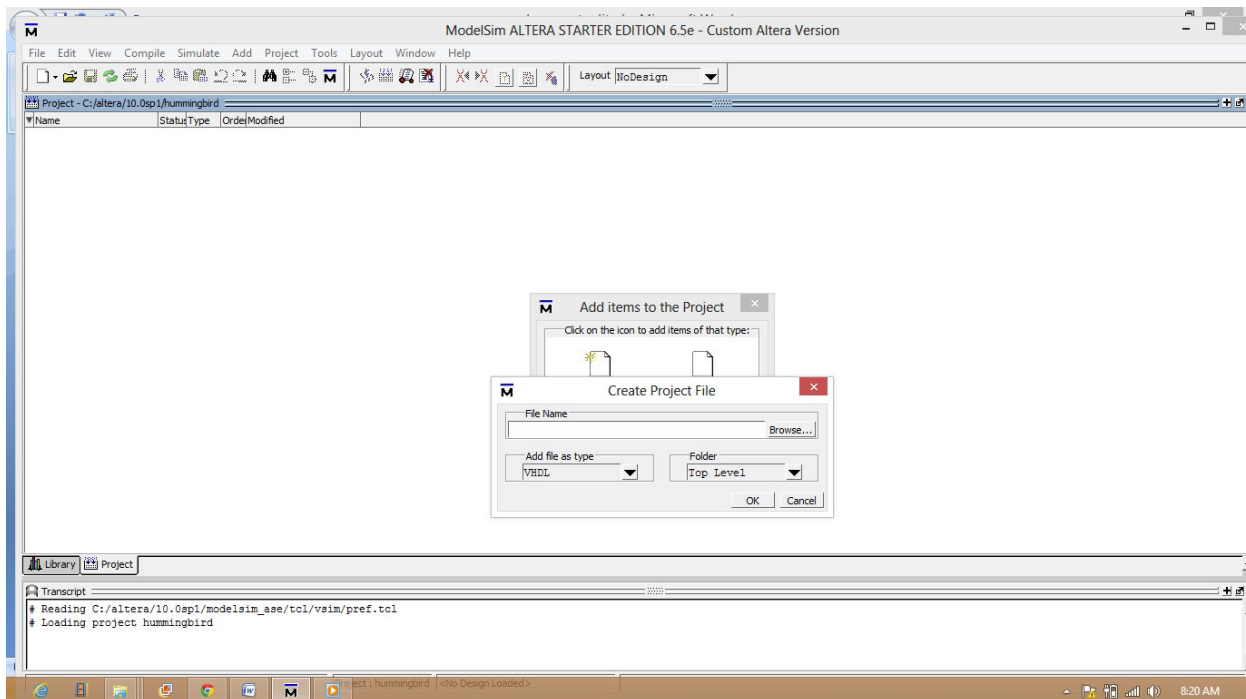 ModelSim ALTERA STARTER EDITION 6.5e - Custom Altera Version
File Edit View Compile Simulate Add Project Tools Layout Window Help
Layout NoDesign
Project - C:/altera/10.0sp1/hummingbird
Name Status Type Order Modified
Add items to the Project
Click on the icon to add items of that type:
Create Project File
File Name
Browse...
Add file as type
Folder
VHDL
Top Level
OK Cancel
Library Project
Transcript
# Reading C:/altera/10.0sp1/modelsim_ase/tcl/vsim/pref.tcl
# Loading project hummingbird
Project : hummingbird <No Design Loaded>
8:20 AM